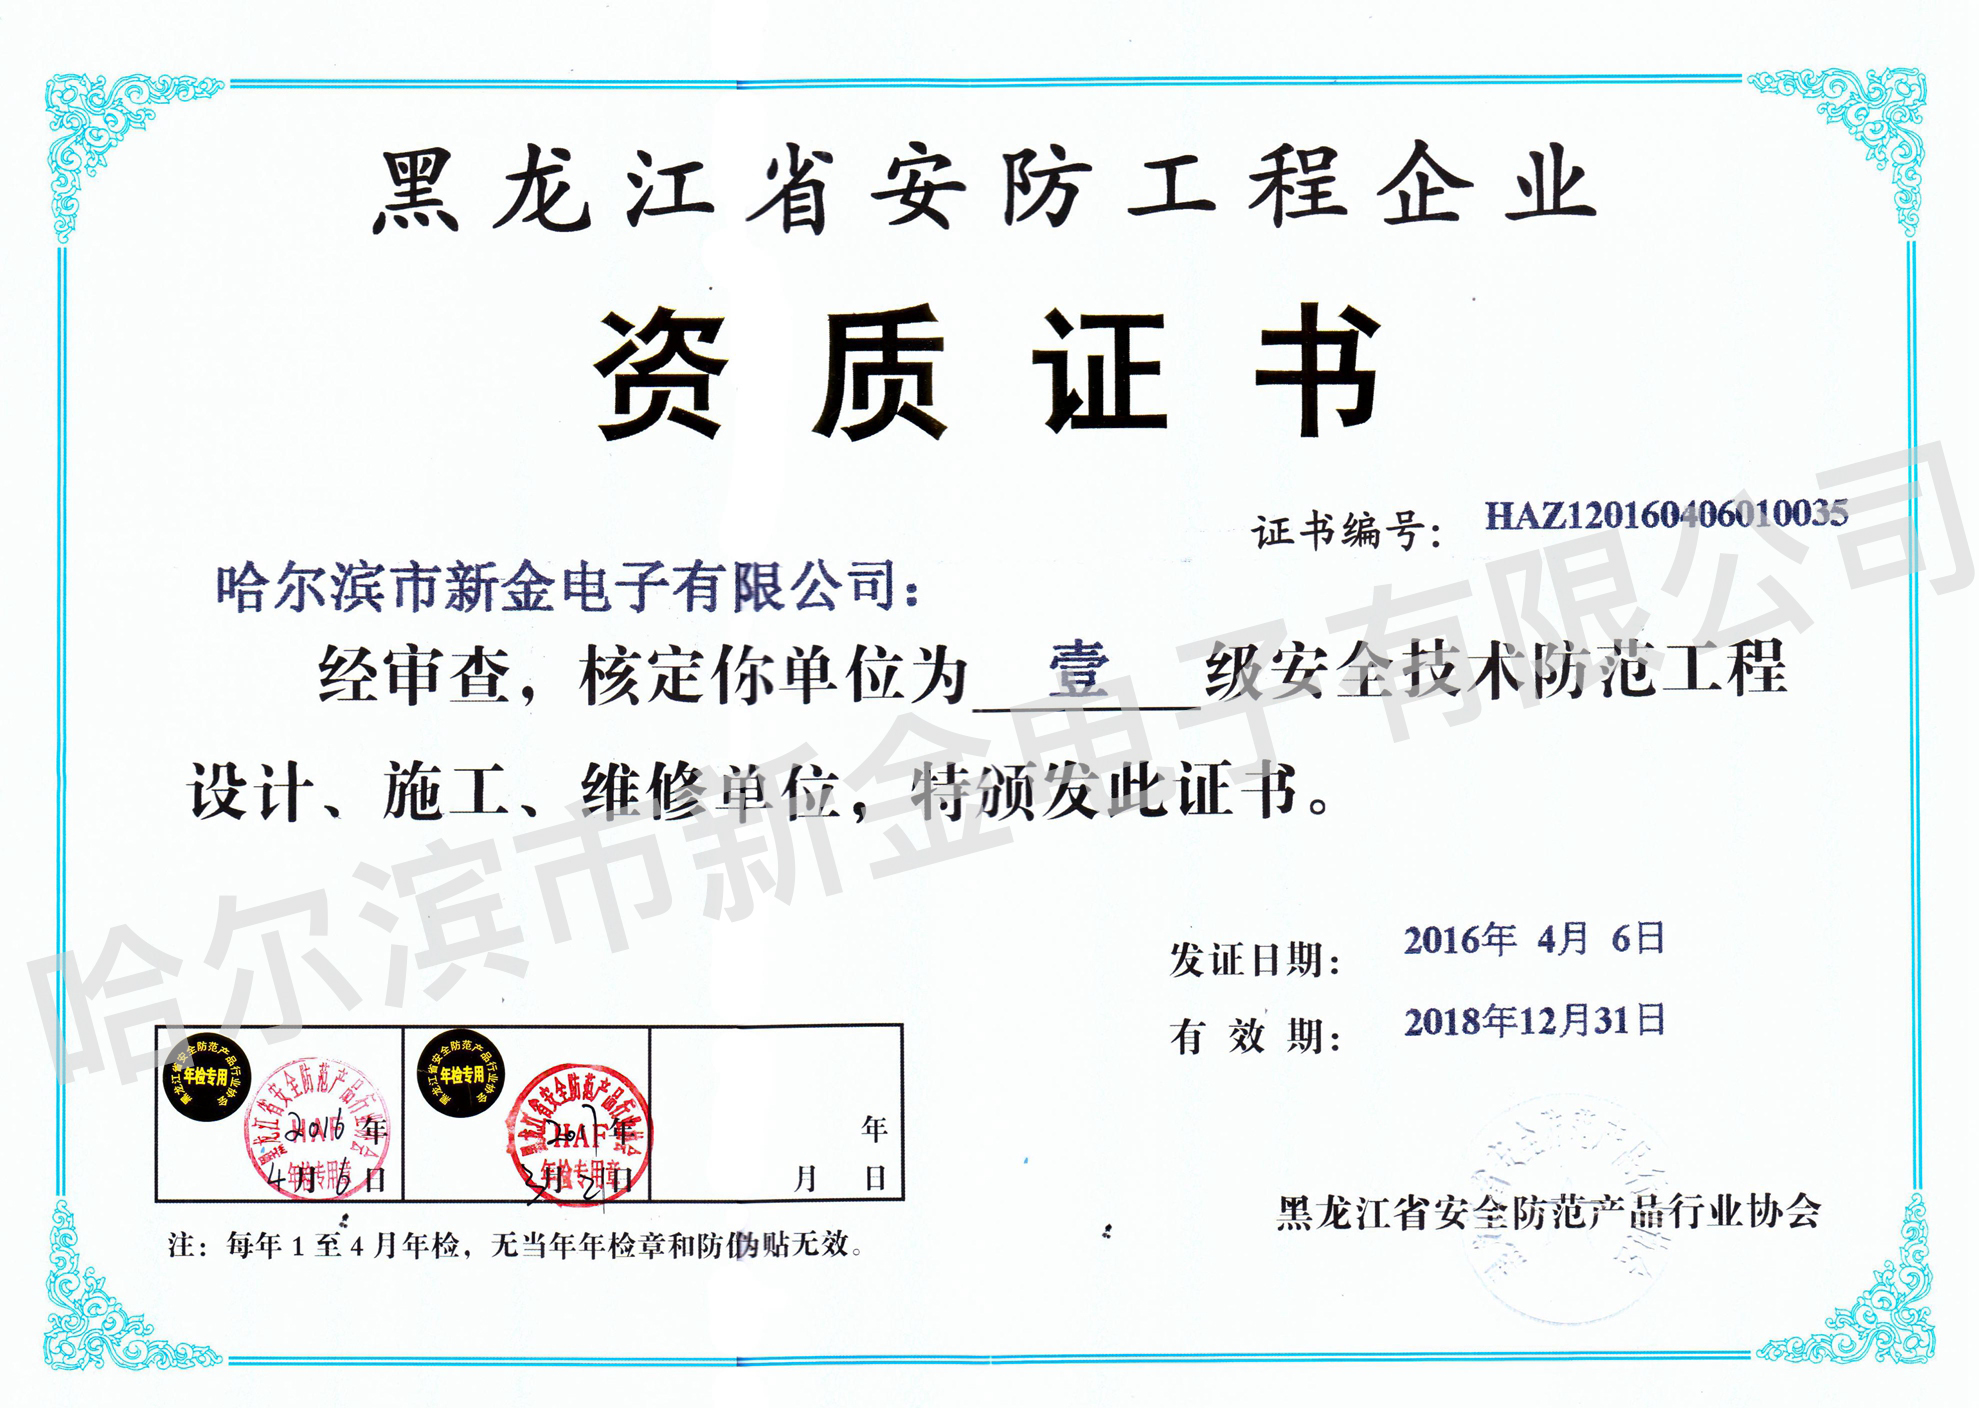 黑龙江省安防工程企业
资质证书
证书编号: HAZ120160406010035
哈尔滨市新金电子有限公司:
经审查, 核定你单位为 壹 级安全技术防范工程
设计、施工、维修单位, 特颁发此证书。
哈尔滨市新金电子有限公司
发证日期: 2016年 4月 6日
有 效 期: 2018年12月31日
黑龙江省安全防范产品行业协会
年检专用
黑龙江省安全防范产品行业协会
HAF
年检专用章
2016年
4月6日
黑龙江省安全防范产品行业协会
年检专用
黑龙江省安全防范产品行业协会
HAF
年检专用章
2017年
3月2日
年
月 日
黑龙江省安全防范产品行业协会
注: 每年1至4月年检, 无当年年检章和防伪贴无效。